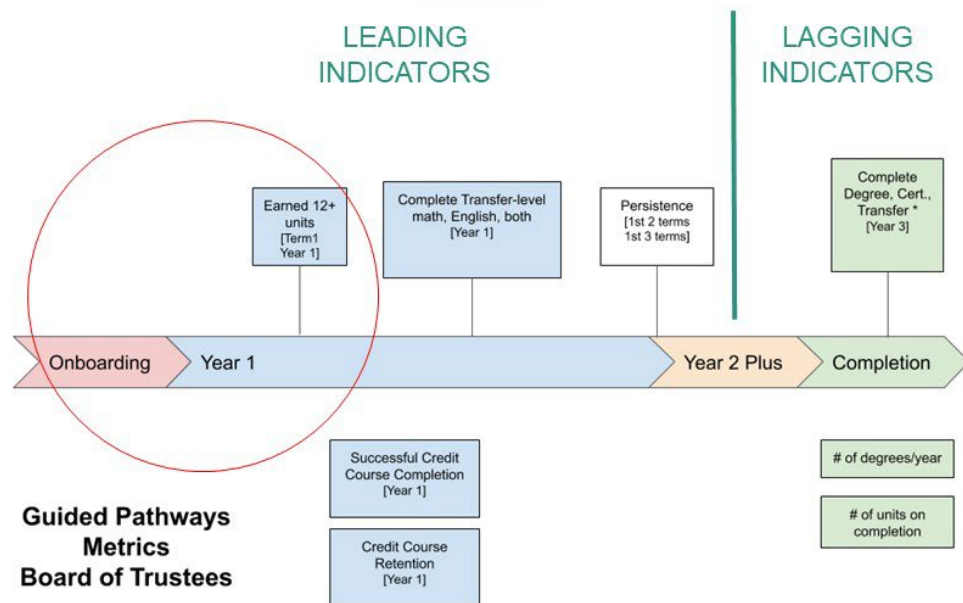 LEADING
INDICATORS
LAGGING
INDICATORS
Earned 12+
units
[Term1
Year 1]
Complete Transfer-level
math, English, both
[Year 1]
Persistence
[1st 2 terms
1st 3 terms]
Complete
Degree, Cert.,
Transfer *
[Year 3]
Onboarding
Year 1
Year 2 Plus
Completion
Successful Credit
Course Completion
[Year 1]
Credit Course
Retention
[Year 1]
# of degrees/year
# of units on
completion
Guided Pathways
Metrics
Board of Trustees